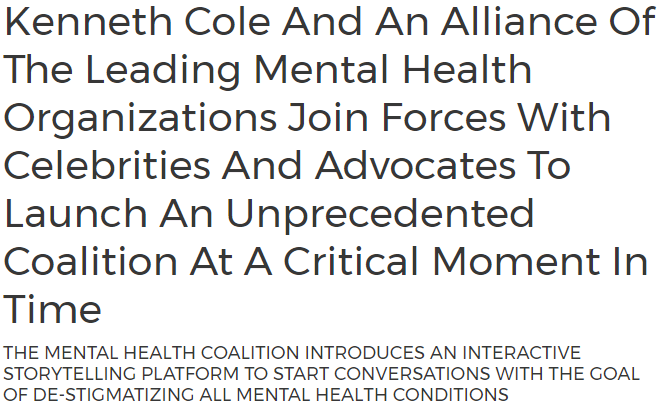 Kenneth Cole And An Alliance Of
The Leading Mental Health
Organizations Join Forces With
Celebrities And Advocates To
Launch An Unprecedented
Coalition At A Critical Moment In
Time
THE MENTAL HEALTH COALITION INTRODUCES AN INTERACTIVE
STORYTELLING PLATFORM TO START CONVERSATIONS WITH THE GOAL
OF DE-STIGMATIZING ALL MENTAL HEALTH CONDITIONS